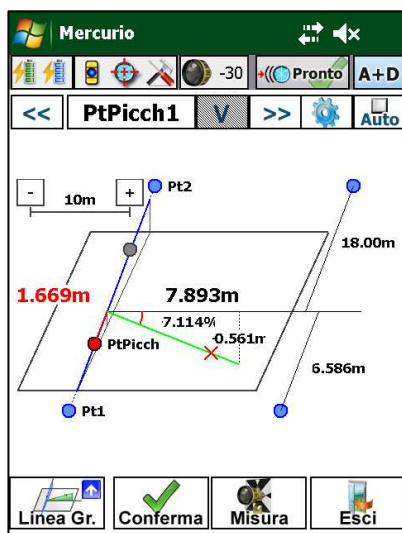 Mercurio
-30 Pronto A+D
<< PtPicch1 V >> Auto
- 10m + Pt2
18.00m
1.669m 7.893m
-7.114%
-0.561m
PtPicch
6.586m
Pt1
Linea Gr. Conferma Misura Esci